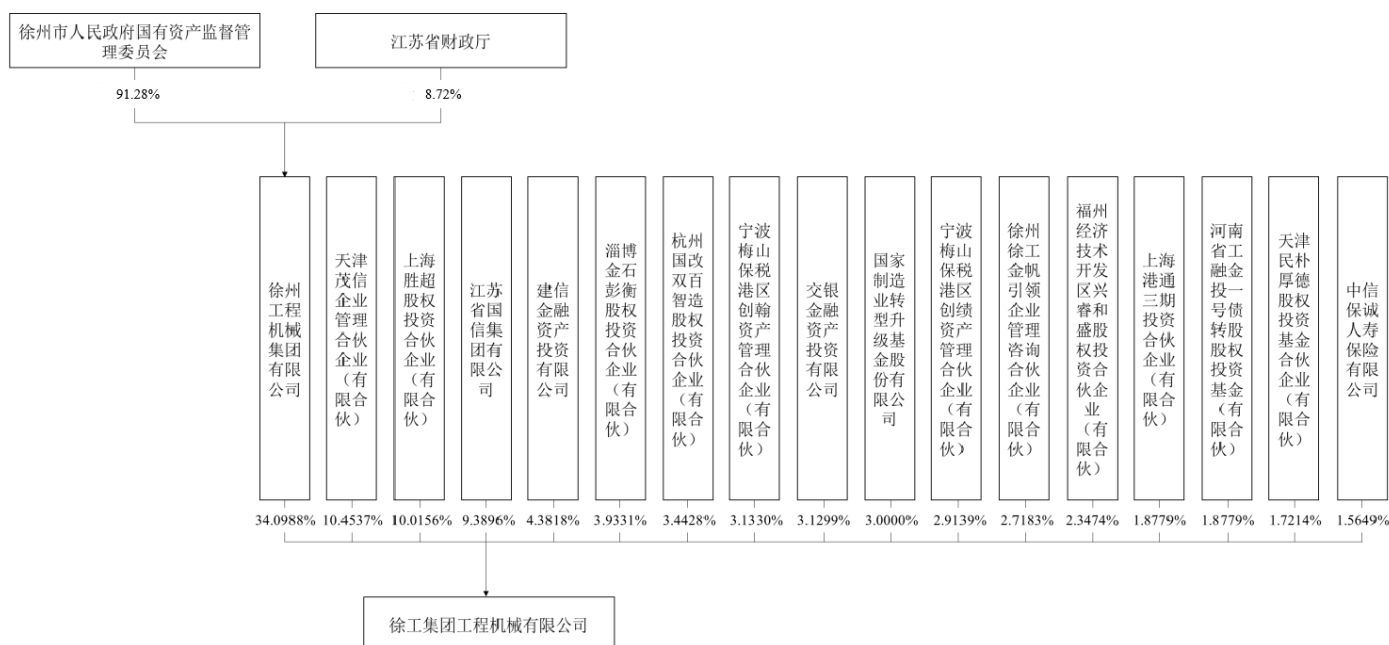 徐州市人民政府国有资产监督管
理委员会
江苏省财政厅
91.28%
8.72%
徐州
工程
机械
集团
有限
公司
天津
茂信
企业
管理
合伙
企业
（有
限合
伙）
上海
胜超
股权
投资
合伙
企业
（有
限合
伙）
江苏
省国
信集
团有
限公
司
建信
金融
资产
投资
有限
公司
淄博
金石
彭衡
股权
投资
合伙
企业
（有
限合
伙）
杭州
国改
双百
智造
股权
投资
合伙
企业
（有
限合
伙）
宁波
梅山
保税
港区
创翰
资产
管理
合伙
企业
（有
限合
伙）
交银
金融
资产
投资
有限
公司
国家
制造
业转
型升
级基
金股
份有
限公
司
宁波
梅山
保税
港区
创绩
资产
管理
合伙
企业
（有
限合
伙）
徐州
徐工
金帆
引领
企业
管理
咨询
合伙
企业
（有
限合
伙）
福州
经济
技术
开发
区兴
睿和
盛股
权投
资合
伙企
业
（有
限合
伙）
上海
港通
三期
投资
合伙
企业
（有
限合
伙）
河南
省工
融金
投一
号债
转股
股权
投资
基金
（有
限合
伙）
天津
民朴
厚德
股权
投资
基金
合伙
企业
（有
限合
伙）
中信
保诚
人寿
保险
有限
公司
34.0988%
10.4537%
10.0156%
9.3896%
4.3818%
3.9331%
3.4428%
3.1330%
3.1299%
3.0000%
2.9139%
2.7183%
2.3474%
1.8779%
1.8779%
1.7214%
1.5649%
徐工集团工程机械有限公司